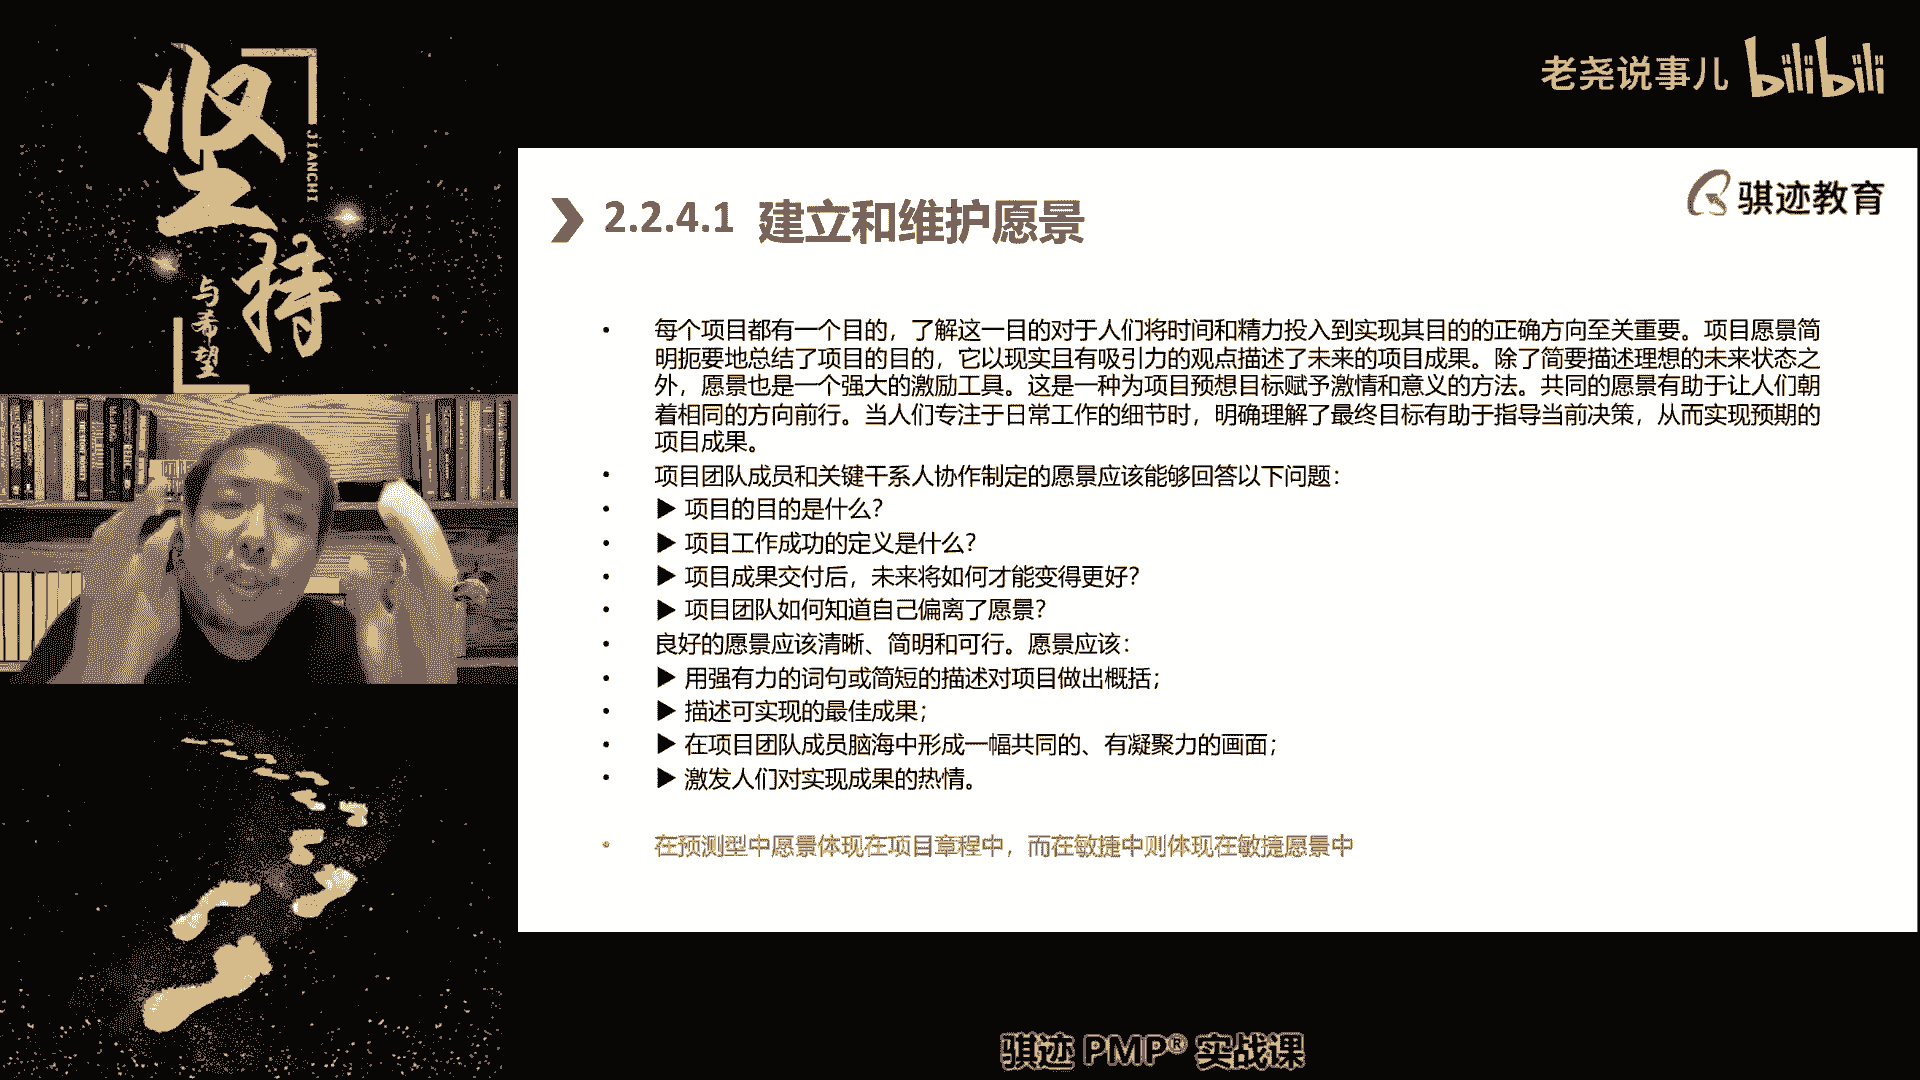 坚持
JIANCHI
与希望
老尧说事儿 bilibili
骐迹教育
2.2.4.1 建立和维护愿景
• 每个项目都有一个目的，了解这一目的对于人们将时间和精力投入到实现其目的的正确方向至关重要。项目愿景简
明扼要地总结了项目的目的，它以现实且有吸引力的观点描述了未来的项目成果。除了简要描述理想的未来状态之
外，愿景也是一个强大的激励工具。这是一种为项目预想目标赋予激情和意义的方法。共同的愿景有助于让人们朝
着相同的方向前行。当人们专注于日常工作的细节时，明确理解了最终目标有助于指导当前决策，从而实现预期的
项目成果。
• 项目团队成员和关键干系人协作制定的愿景应该能够回答以下问题：
• ▶ 项目的目的是什么？
• ▶ 项目工作成功的定义是什么？
• ▶ 项目成果交付后，未来将如何才能变得更好？
• ▶ 项目团队如何知道自己偏离了愿景？
• 良好的愿景应该清晰、简明和可行。愿景应该：
• ▶ 用强有力的词句或简短的描述对项目做出概括；
• ▶ 描述可实现的最佳成果；
• ▶ 在项目团队成员脑海中形成一幅共同的、有凝聚力的画面；
• ▶ 激发人们对实现成果的热情。
• 在预测型中愿景体现在项目章程中，而在敏捷中则体现在敏捷愿景中
骐迹 PMP® 实战课